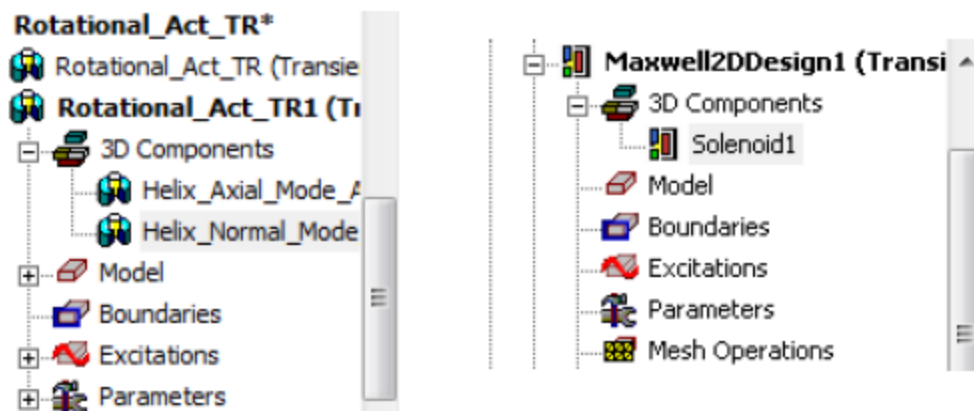 Rotational_Act_TR*
Rotational_Act_TR (Transie
Rotational_Act_TR1 (Tr
3D Components
Helix_Axial_Mode_A
Helix_Normal_Mode
Model
Boundaries
Excitations
Parameters
Maxwell2DDesign1 (Transi
3D Components
Solenoid1
Model
Boundaries
Excitations
Parameters
Mesh Operations